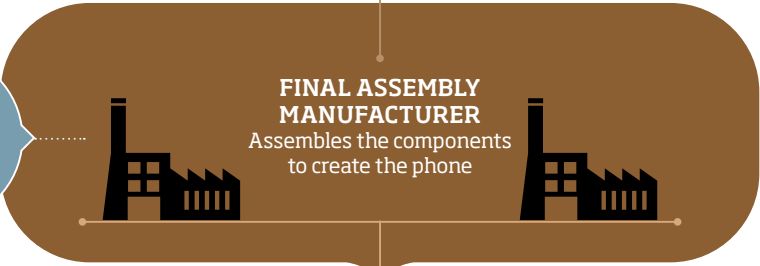 FINAL ASSEMBLY
MANUFACTURER
Assembles the components
to create the phone